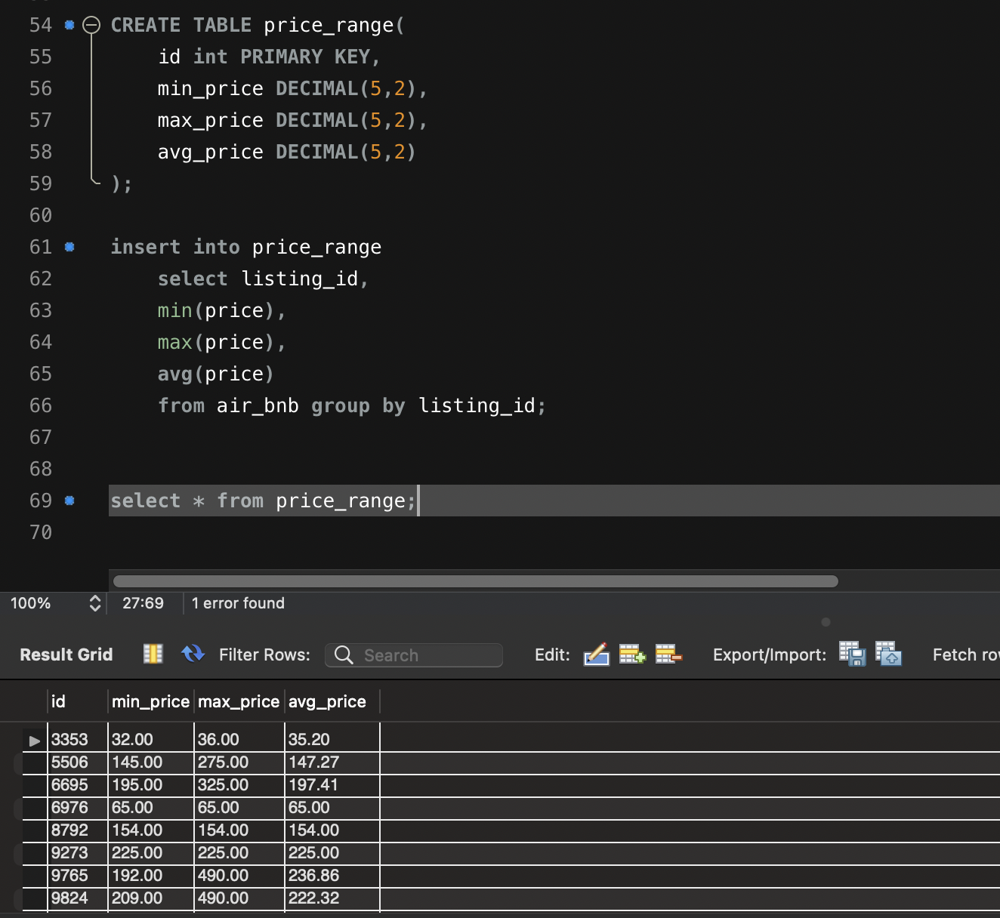 54 CREATE TABLE price_range(
55 id int PRIMARY KEY,
56 min_price DECIMAL(5,2),
57 max_price DECIMAL(5,2),
58 avg_price DECIMAL(5,2)
59 );
60
61 insert into price_range
62 select listing_id,
63 min(price),
64 max(price),
65 avg(price)
66 from air_bnb group by listing_id;
67
68
69 select * from price_range;
70
100% 27:69 1 error found
Result Grid Filter Rows: Search Edit: Export/Import: Fetch
id min_price max_price avg_price
3353 32.00 36.00 35.20
5506 145.00 275.00 147.27
6695 195.00 325.00 197.41
6976 65.00 65.00 65.00
8792 154.00 154.00 154.00
9273 225.00 225.00 225.00
9765 192.00 490.00 236.86
9824 209.00 490.00 222.32